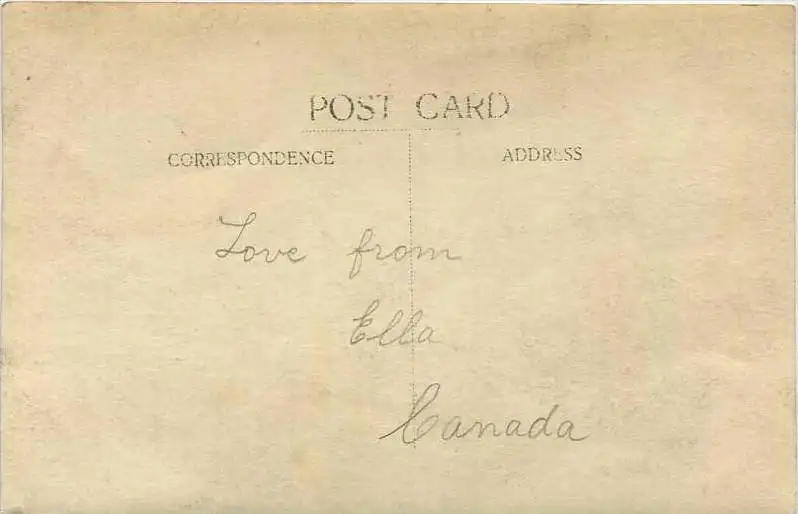 POST CARD
CORRESPONDENCE
ADDRESS
Love from
Ella
Canada